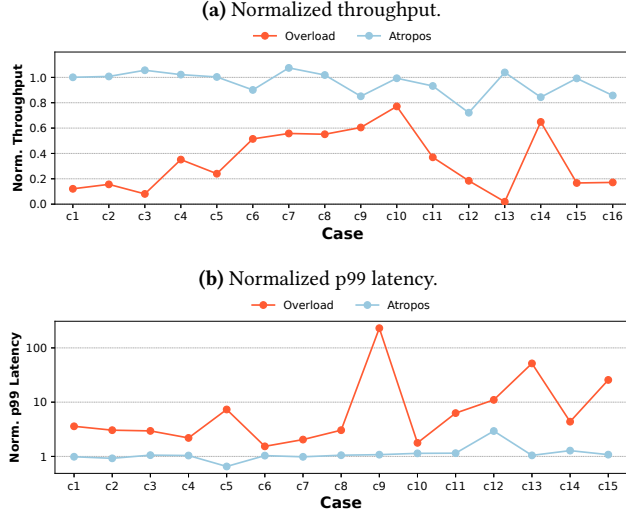 (a) Normalized throughput.
Overload Atropos
Norm. Throughput
1.0
0.8
0.6
0.4
0.2
0.0
c1 c2 c3 c4 c5 c6 c7 c8 c9 c10 c11 c12 c13 c14 c15 c16
Case
(b) Normalized p99 latency.
Overload Atropos
Norm. p99 Latency
100
10
1
c1 c2 c3 c4 c5 c6 c7 c8 c9 c10 c11 c12 c13 c14 c15
Case